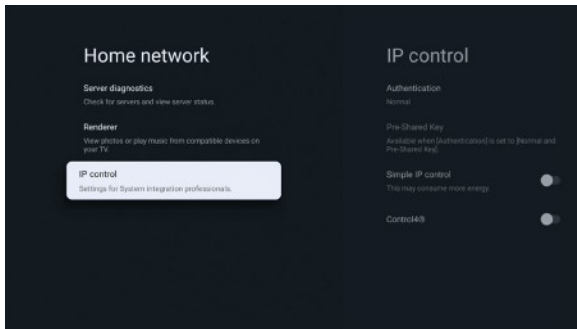 Home network
Server diagnostics
Check for servers and view server status.
Renderer
View photos or play music from compatible devices on
your TV.
IP control
Settings for System integration professionals.
IP control
Authentication
Normal
Pre-Shared Key
Available when [Authentication] is set to [Normal and
Pre-Shared Key].
Simple IP control
This may consume more energy.
Control4®